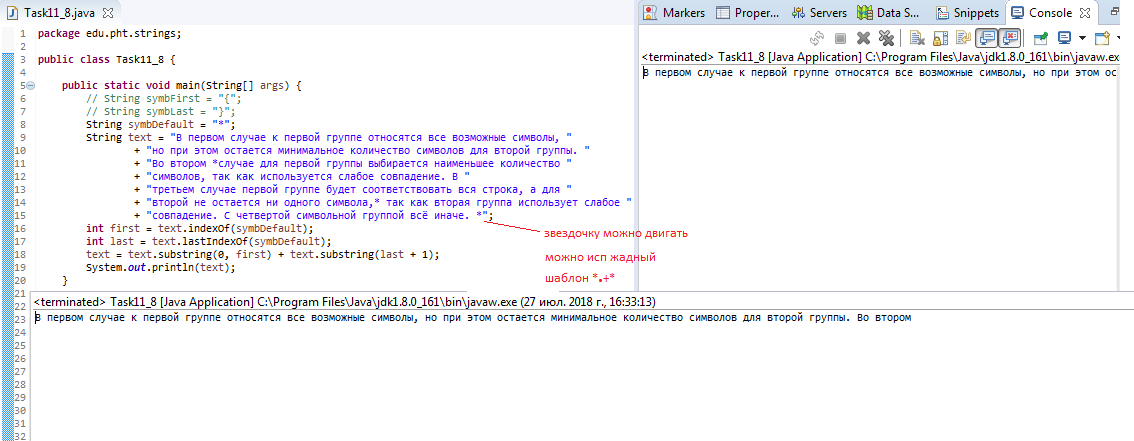 Task11_8.java
1 package edu.pht.strings;
2
3 public class Task11_8 {
4
5 public static void main(String[] args) {
6 // String symbFirst = "{";
7 // String symbLast = "}";
8 String symbDefault = "*";
9 String text = "В первом случае к первой группе относятся все возможные символы, "
10 + "но при этом остается минимальное количество символов для второй группы. "
11 + "Во втором *случае для первой группы выбирается наименьшее количество "
12 + "символов, так как используется слабое совпадение. В "
13 + "третьем случае первой группе будет соответствовать вся строка, а для "
14 + "второй не остается ни одного символа,* так как вторая группа использует слабое "
15 + "совпадение. С четвертой символьной группой всё иначе. *";
16 int first = text.indexOf(symbDefault);
17 int last = text.lastIndexOf(symbDefault);
18 text = text.substring(0, first) + text.substring(last + 1);
19 System.out.println(text);
20 }
21
22
23
24
25
26
27
28
29
30
31
32
звездочку можно двигать
можно исп жадный
шаблон *.+*
Markers Proper... Servers Data S... Snippets Console
<terminated> Task11_8 [Java Application] C:\Program Files\Java\jdk1.8.0_161\bin\javaw.exe
В первом случае к первой группе относятся все возможные символы, но при этом ос
<terminated> Task11_8 [Java Application] C:\Program Files\Java\jdk1.8.0_161\bin\javaw.exe (27 июл. 2018 г., 16:33:13)
В первом случае к первой группе относятся все возможные символы, но при этом остается минимальное количество символов для второй группы. Во втором